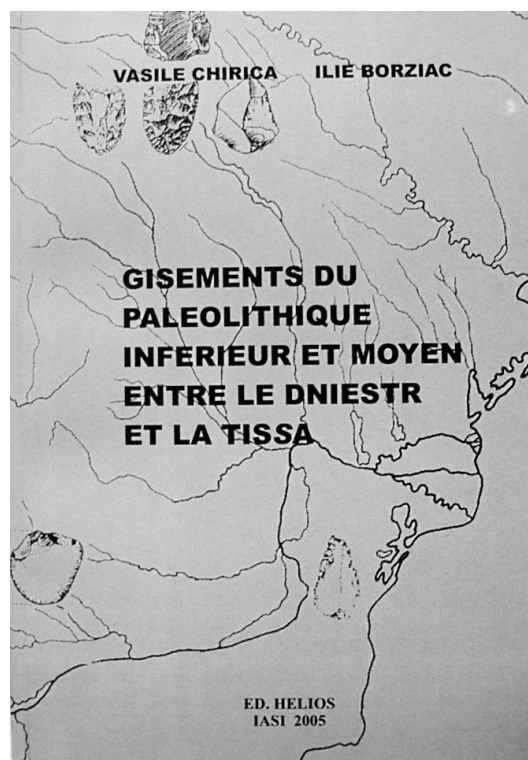 VASILE CHIRICA ILIE BORZIAC
GISEMENTS DU
PALEOLITHIQUE
INFERIEUR ET MOYEN
ENTRE LE DNIESTR
ET LA TISSA
ED. HELIOS
IASI 2005